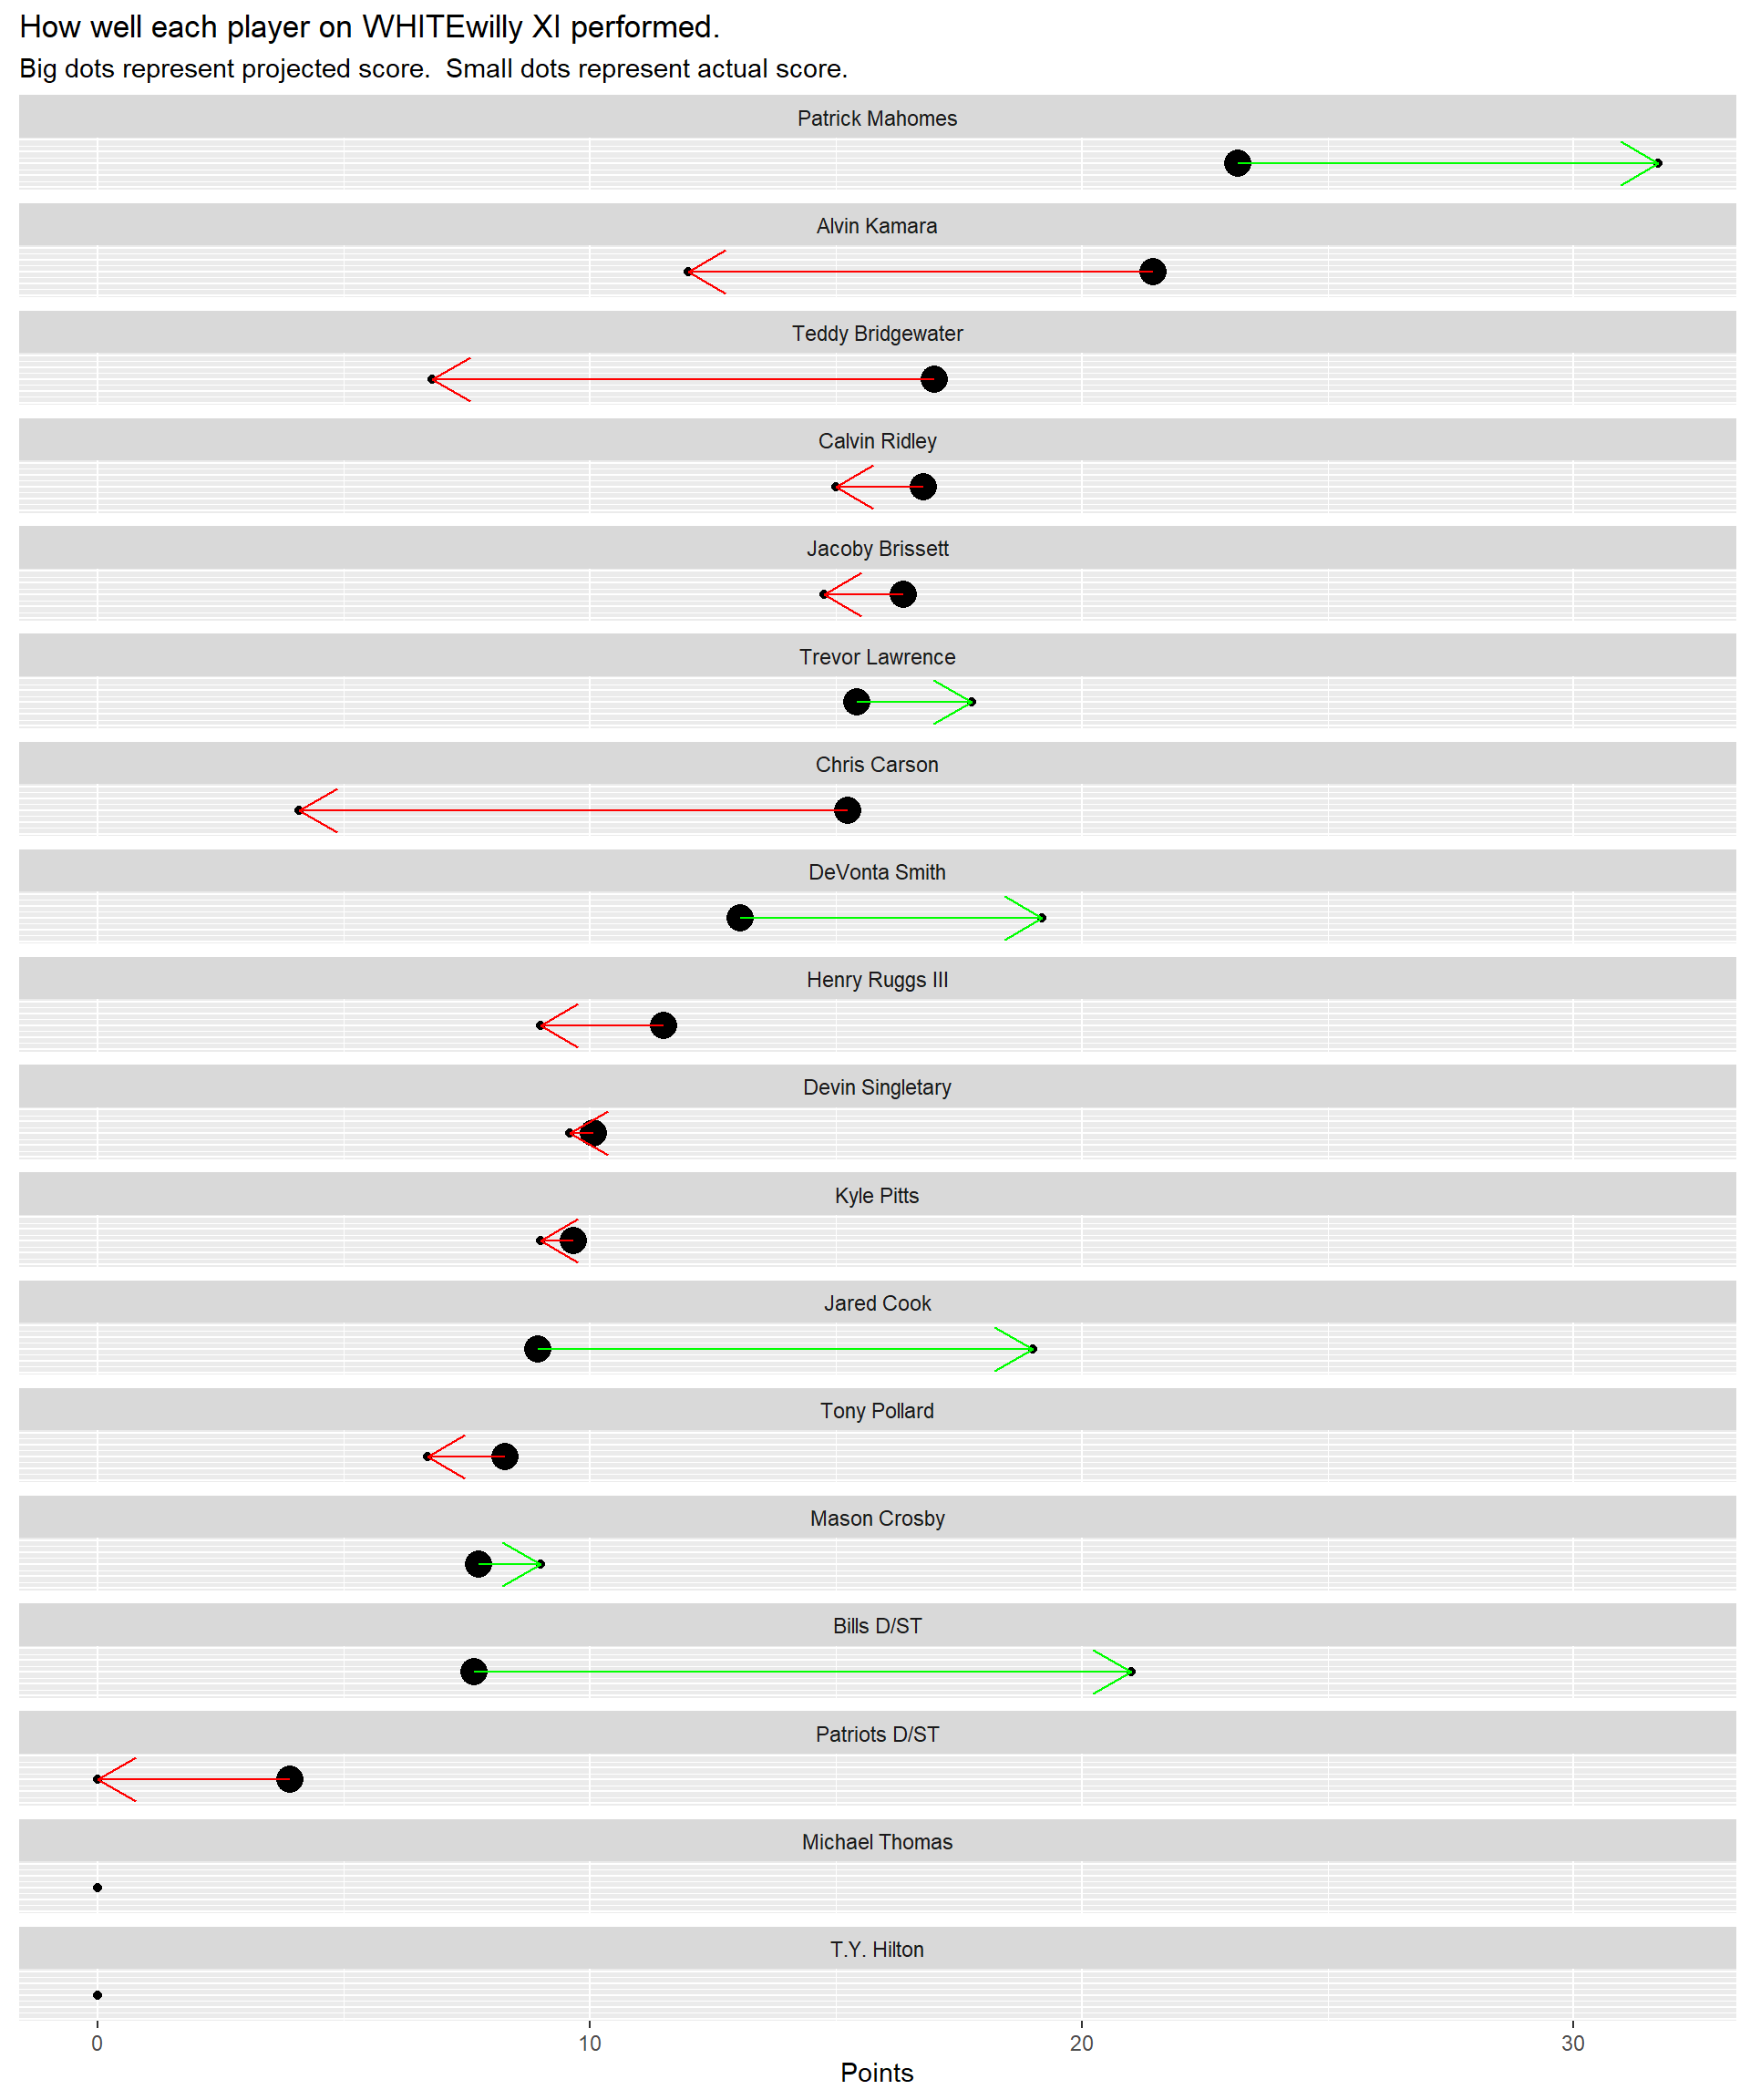 How well each player on WHITEwilly XI performed.
Big dots represent projected score.  Small dots represent actual score.
Patrick Mahomes
Alvin Kamara
Teddy Bridgewater
Calvin Ridley
Jacoby Brissett
Trevor Lawrence
Chris Carson
DeVonta Smith
Henry Ruggs III
Devin Singletary
Kyle Pitts
Jared Cook
Tony Pollard
Mason Crosby
Bills D/ST
Patriots D/ST
Michael Thomas
T.Y. Hilton
0 10 20 30
Points